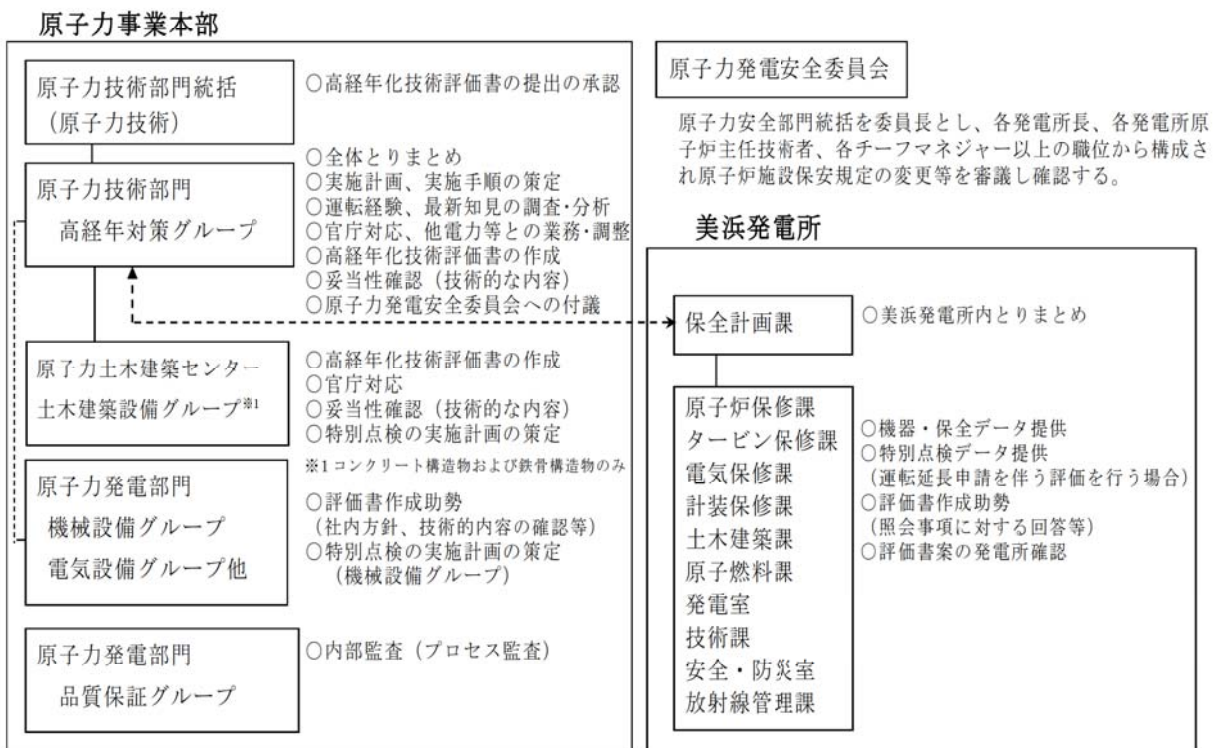 原子力事業本部
原子力技術部門統括
（原子力技術）
○高経年化技術評価書の提出の承認
原子力技術部門
高経年対策グループ
○全体とりまとめ
○実施計画、実施手順の策定
○運転経験、最新知見の調査・分析
○官庁対応、他電力等との業務・調整
○高経年化技術評価書の作成
○妥当性確認（技術的な内容）
○原子力発電安全委員会への付議
原子力土木建築センター
土木建築設備グループ※1
○高経年化技術評価書の作成
○官庁対応
○妥当性確認（技術的な内容）
○特別点検の実施計画の策定
※1 コンクリート構造物および鉄骨構造物のみ
原子力発電部門
機械設備グループ
電気設備グループ他
○評価書作成助勢
（社内方針、技術的内容の確認等）
○特別点検の実施計画の策定
（機械設備グループ）
原子力発電部門
品質保証グループ
○内部監査（プロセス監査）
原子力発電安全委員会
原子力安全部門統括を委員長とし、各発電所長、各発電所原
子炉主任技術者、各チーフマネジャー以上の職位から構成さ
れ原子炉施設保安規定の変更等を審議し確認する。
美浜発電所
保全計画課
○美浜発電所内とりまとめ
原子炉保修課
タービン保修課
電気保修課
計装保修課
土木建築課
原子燃料課
発電室
技術課
安全・防災室
放射線管理課
○機器・保全データ提供
○特別点検データ提供
（運転延長申請を伴う評価を行う場合）
○評価書作成助勢
（照会事項に対する回答等）
○評価書案の発電所確認